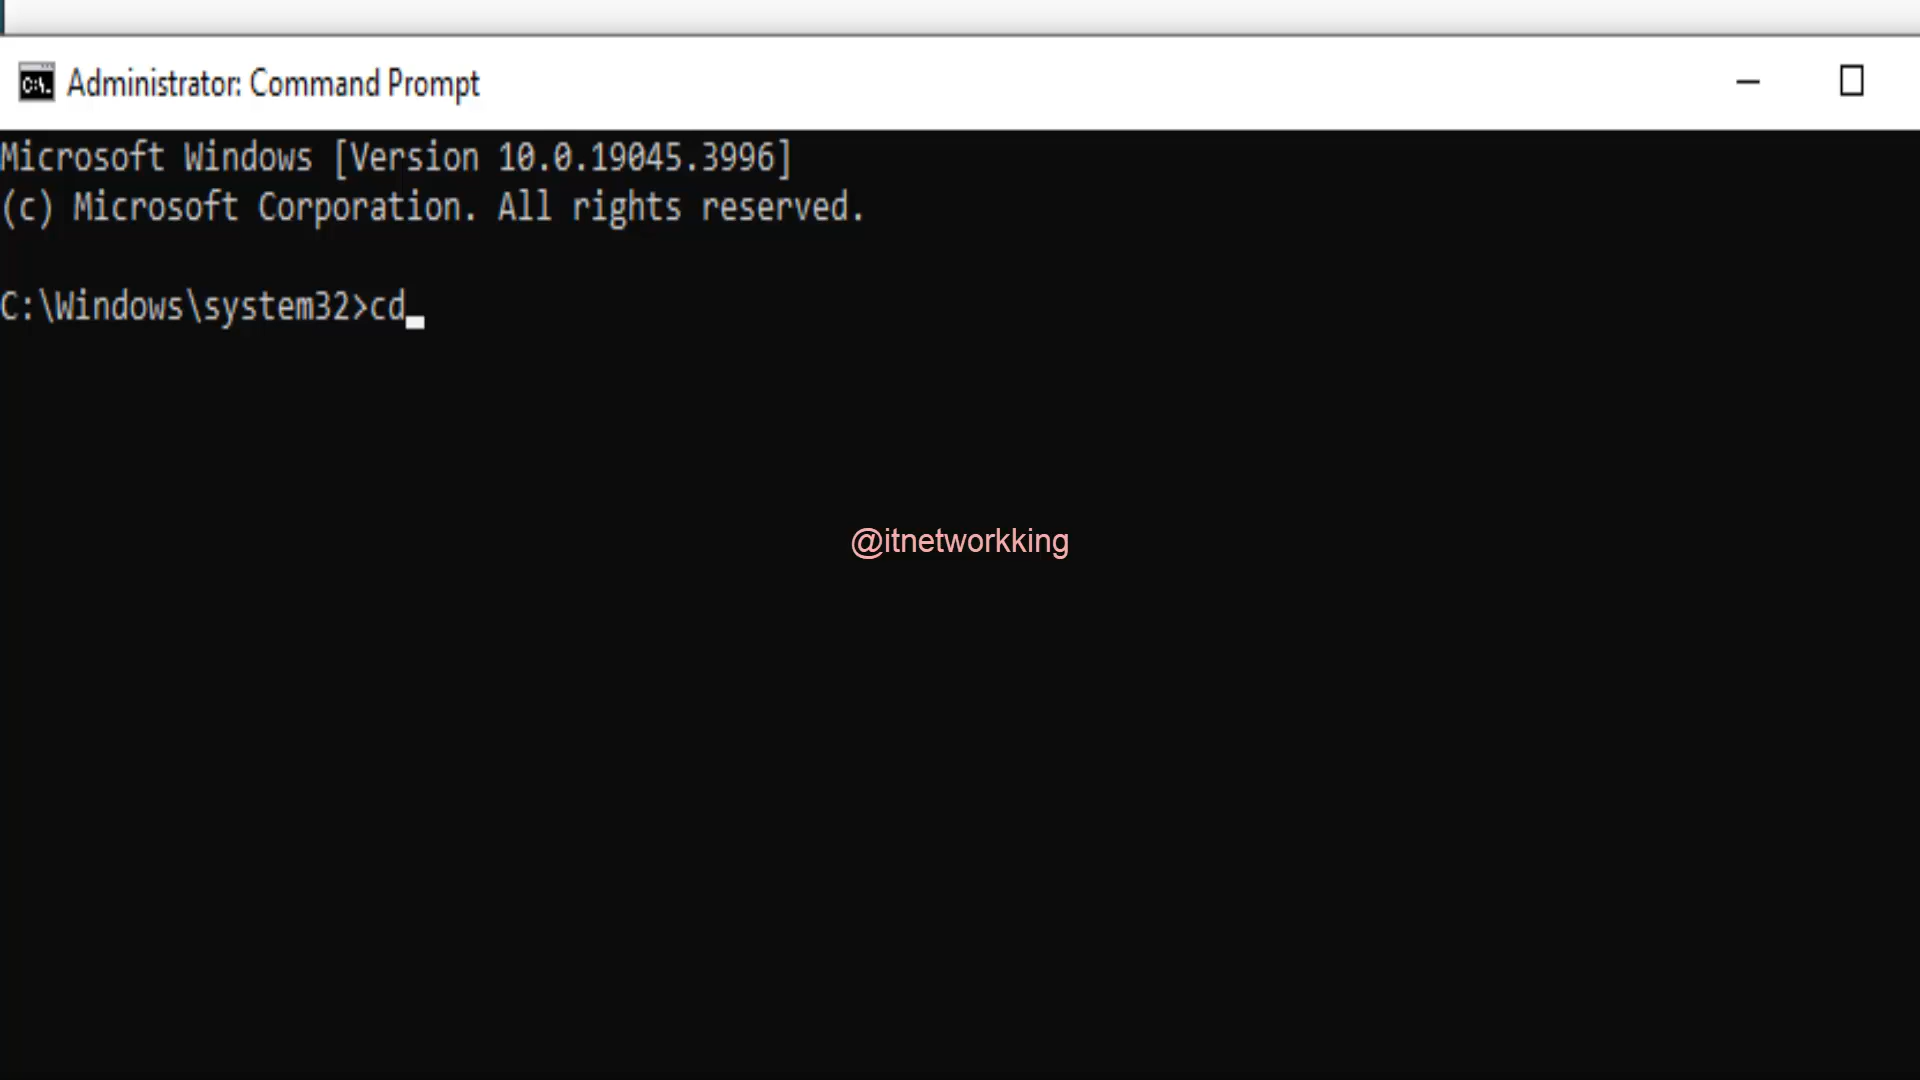 Administrator: Command Prompt
Microsoft Windows [Version 10.0.19045.3996]
(c) Microsoft Corporation. All rights reserved.
C:\Windows\system32>cd
@itnetworkking